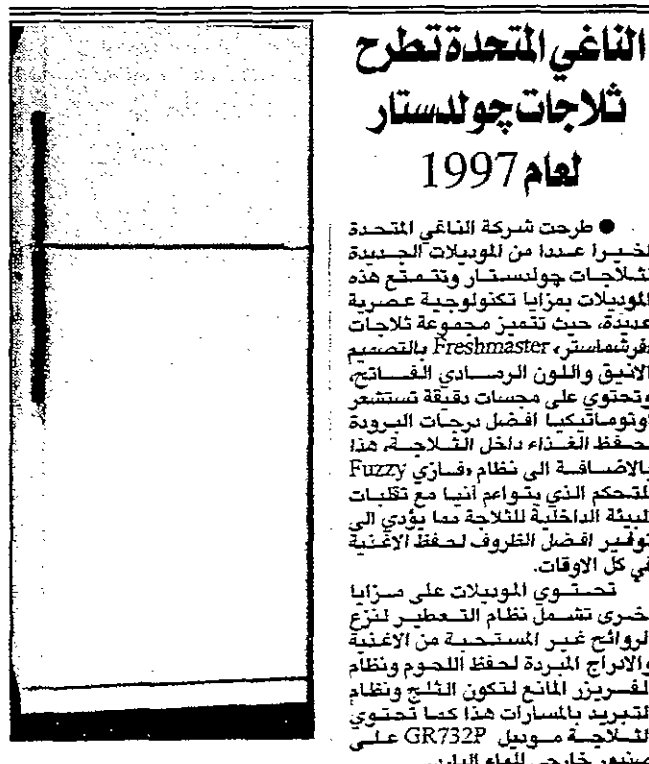 الناغي المتحدة تطرح
ثلاجات جولدستار
لعام 1997
● طرحت شركة الناغي المتحدة
اخيرا عددا من الموديلات الجديدة
لثلاجات جولدستار وتتمتع هذه
الموديلات بمزايا تكنولوجية عصرية
عديدة، حيث تتميز مجموعة ثلاجات
«فرشماستر، Freshmaster بالتصميم
الانيق واللون الرمادي الفاتح،
وتحتوي على مجسات دقيقة تستشعر
اوتوماتيكيا افضل درجات البرودة
لحفظ الغذاء داخل الثلاجة، هذا
بالاضافة الى نظام «فازي Fuzzy
للتحكم الذي يتواءم آنيا مع تقلبات
البيئة الداخلية للثلاجة مما يؤدي الى
توفير افضل الظروف لحفظ الاغذية
في كل الاوقات.
تحتوي الموديلات على مزايا
اخرى تشمل نظام التعطير لنزع
الروائح غير المستحبة من الاغذية
والادراج المبردة لحفظ اللحوم ونظام
الفريزر المانع لتكون الثلج ونظام
التبريد بالمسارات هذا كما تحتوي
الثلاجة موديل GR732P على
صنبور خارجي للماء البارد.